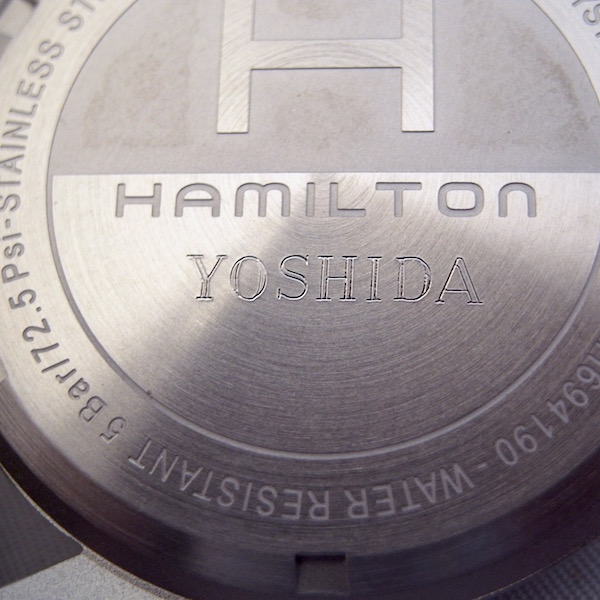 H
HAMILTON
YOSHIDA
694190 - WATER RESISTANT 5 Bar/72.5 Psi-STAINLESS